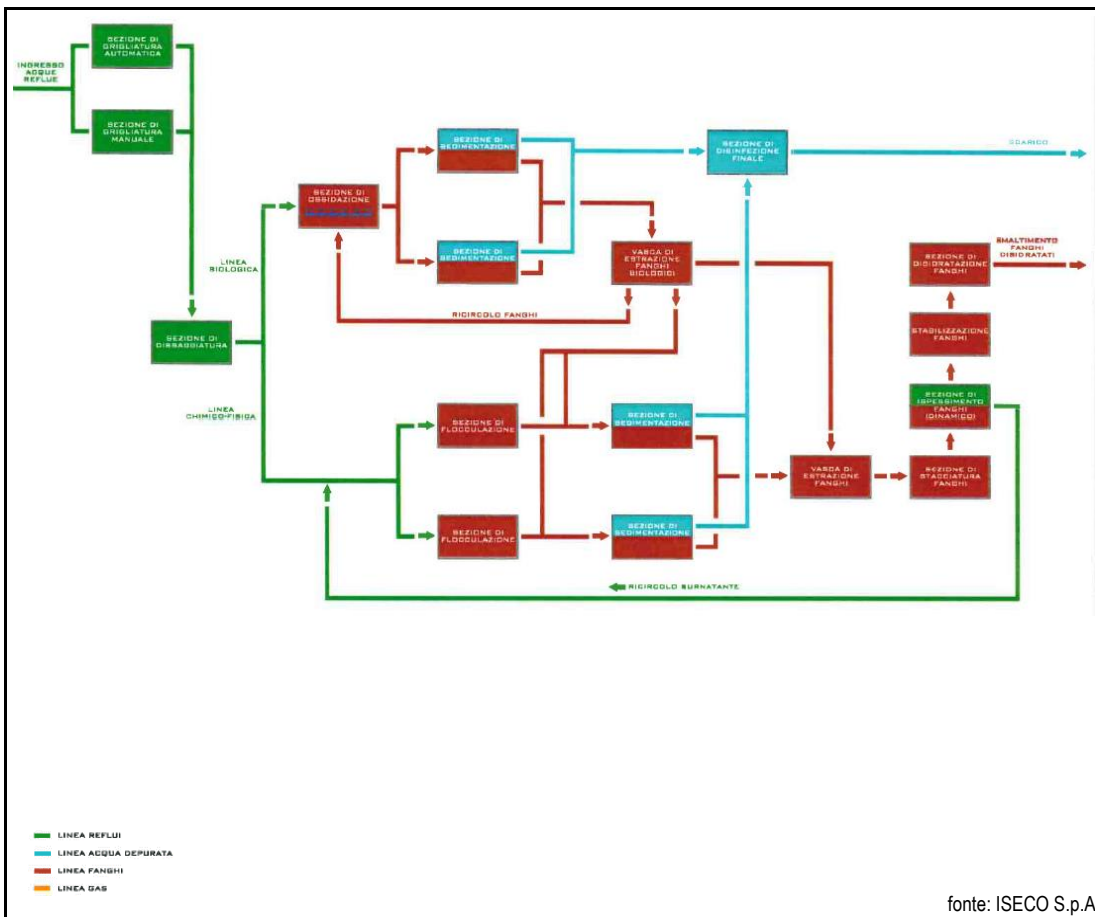 SEZIONE DI
GRIGLIATURA
AUTOMATICA
INGRESSO
ACQUE
REFLUE
SEZIONE DI
GRIGLIATURA
MANUALE
SEZIONE DI
SEDIMENTAZIONE
SEZIONE DI
DISINFEZIONE
FINALE
SCARICO
SEZIONE DI
OSSIDAZIONE
LINEA
BIOLOGICA
SEZIONE DI
SEDIMENTAZIONE
VASCA DI
ESTRAZIONE
FANGHI
BIOLOGICI
SEZIONE DI
DISIDRATAZIONE
FANGHI
SMALTIMENTO
FANGHI
DISIDRATATI
RICIRCOLO FANGHI
SEZIONE DI
DISSABBIATURA
STABILIZZAZIONE
FANGHI
LINEA
CHIMICO-FISICA
SEZIONE DI
FLOCCULAZIONE
SEZIONE DI
SEDIMENTAZIONE
SEZIONE DI
ISPESSIMENTO
FANGHI
(DINAMICO)
VASCA DI
ESTRAZIONE
FANGHI
SEZIONE DI
STACCIATURA
FANGHI
SEZIONE DI
FLOCCULAZIONE
SEZIONE DI
SEDIMENTAZIONE
RICIRCOLO SURNATANTE
LINEA REFLUI
LINEA ACQUA DEPURATA
LINEA FANGHI
LINEA GAS
fonte: ISECO S.p.A